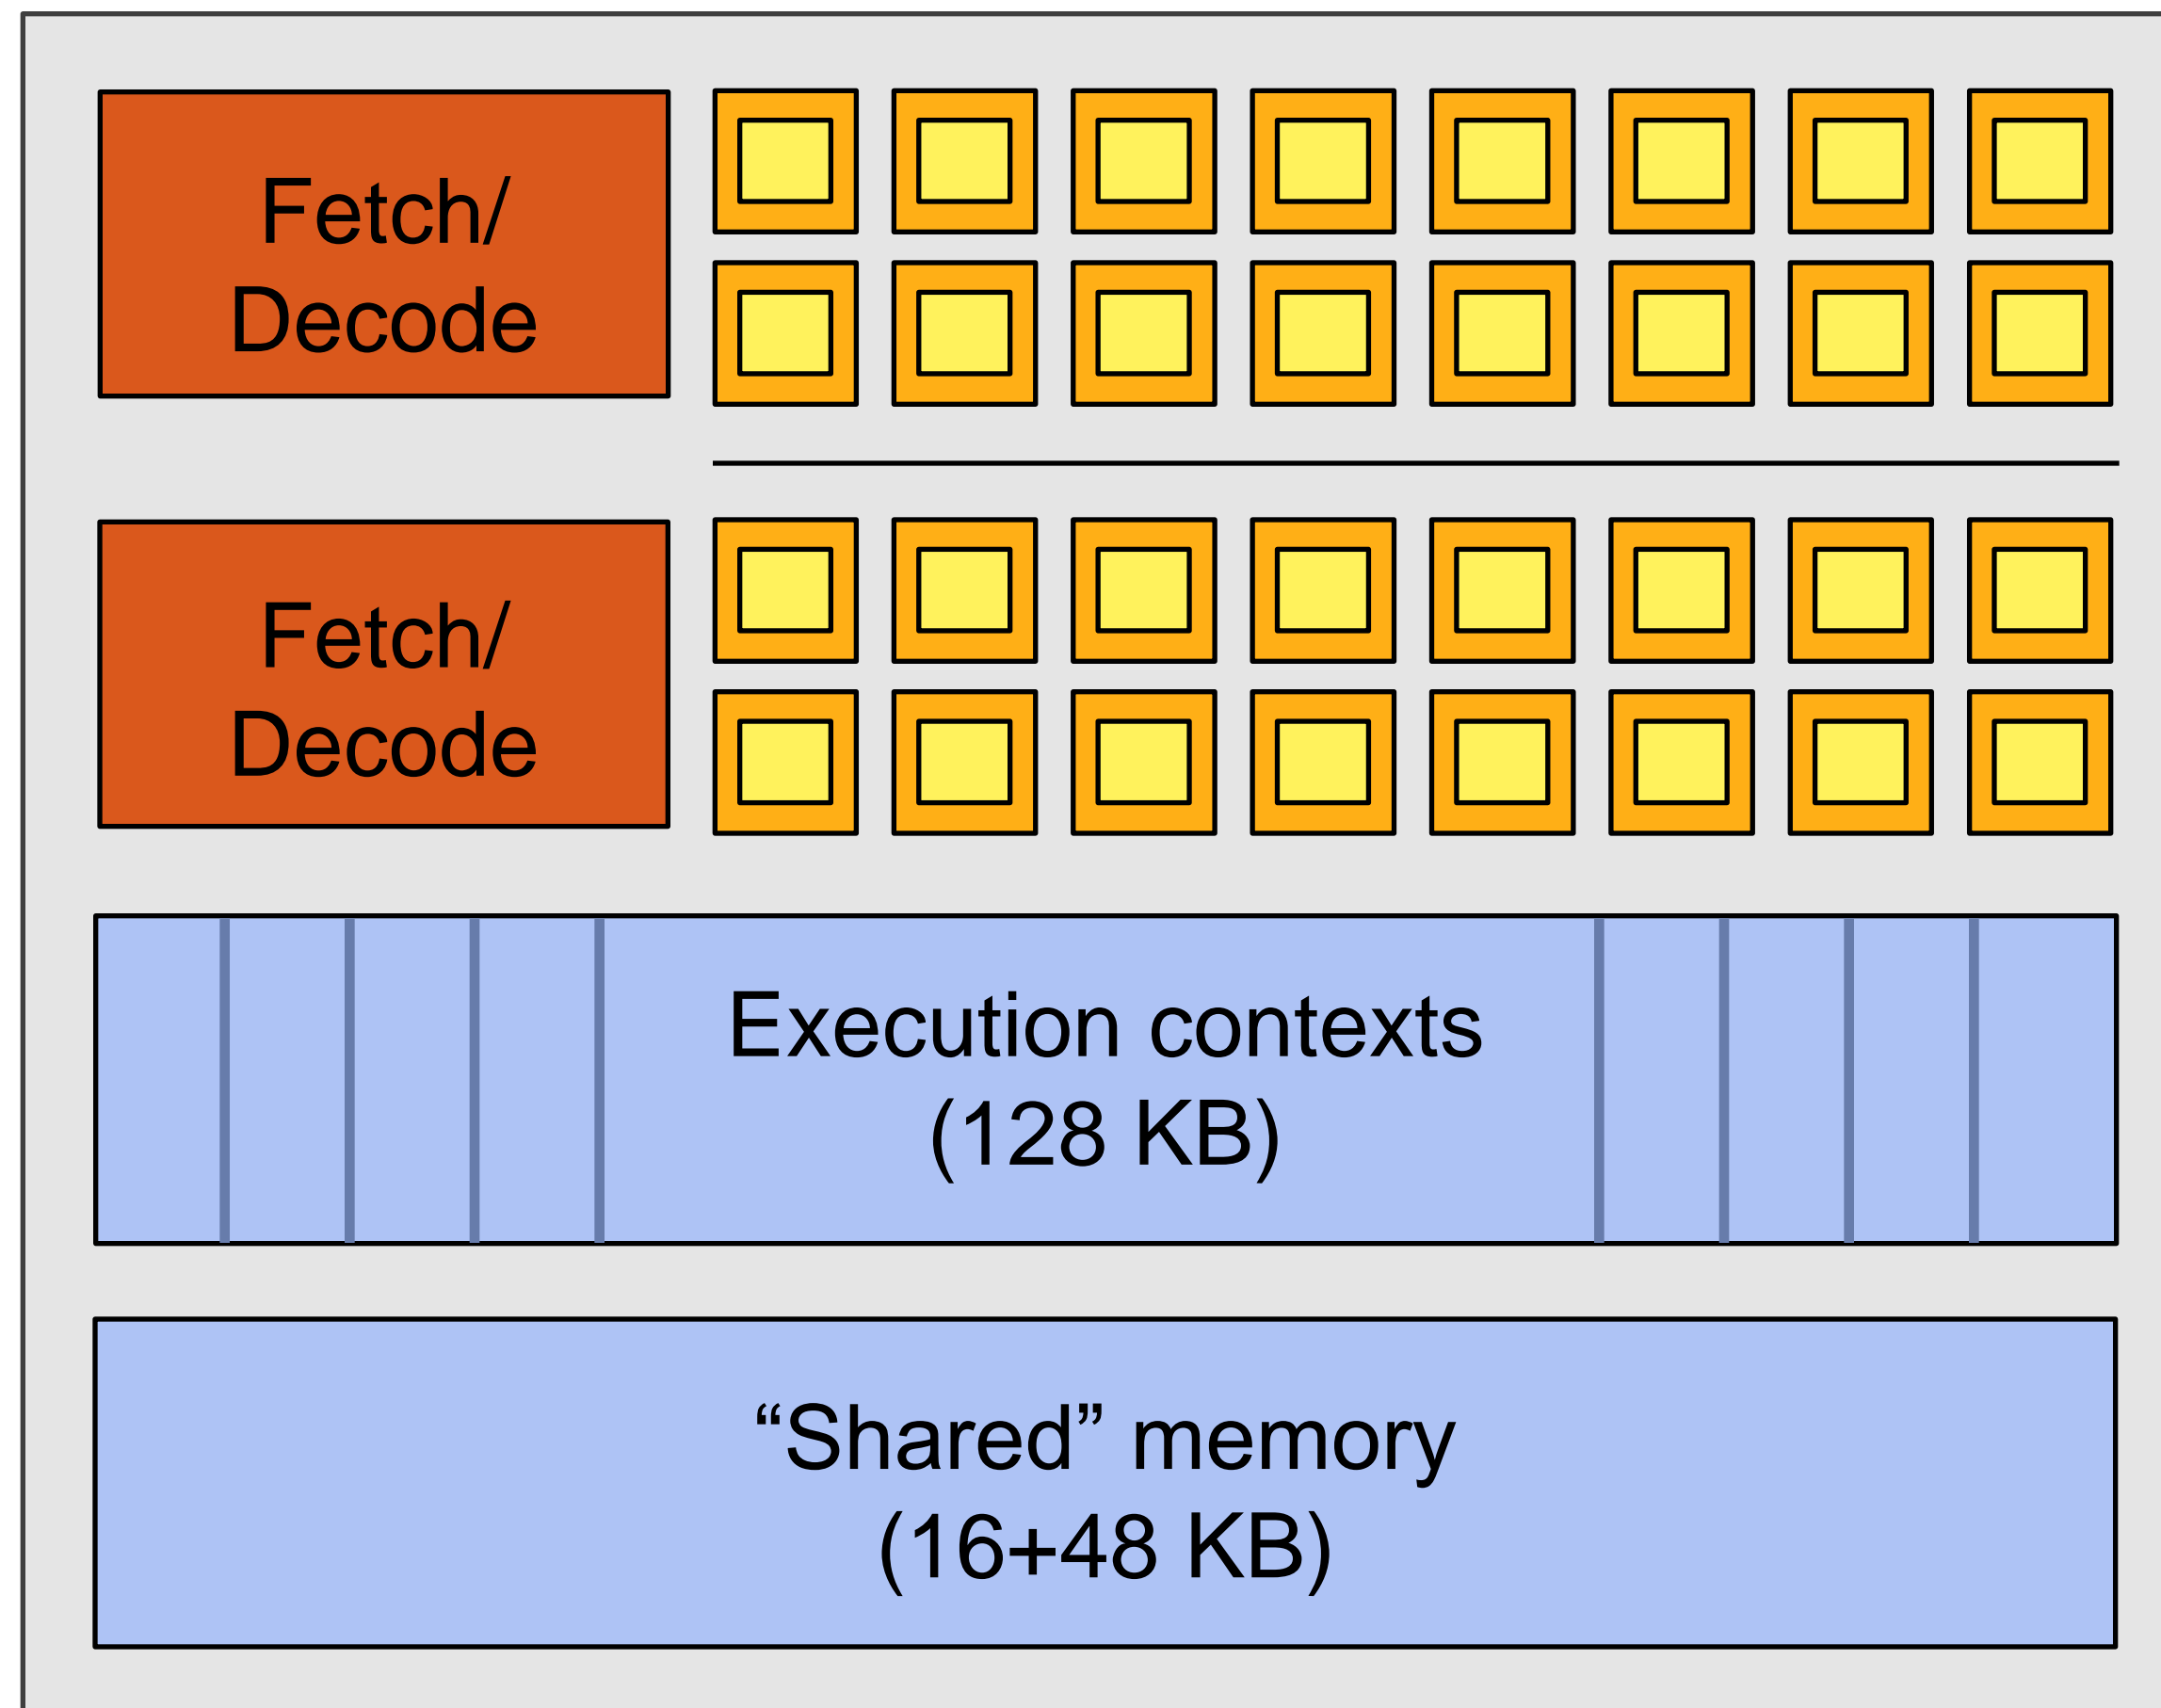 Fetch/
Decode
Fetch/
Decode
Execution contexts
(128 KB)
“Shared” memory
(16+48 KB)